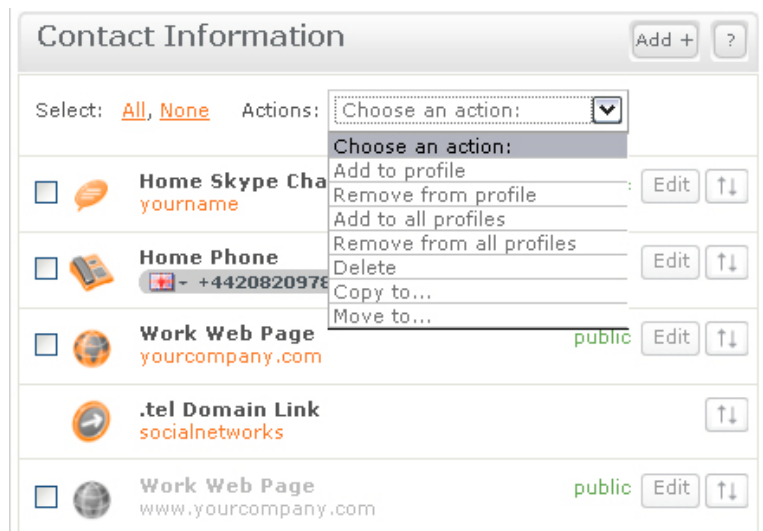 Contact Information Add + ?
Select: All, None Actions: Choose an action:
Choose an action:
Add to profile
Remove from profile
Add to all profiles
Remove from all profiles
Delete
Copy to...
Move to...
Home Skype Cha
yourname
Edit
Home Phone
+4420820978
Edit
Work Web Page
yourcompany.com
public Edit
.tel Domain Link
socialnetworks
Work Web Page
www.yourcompany.com
public Edit